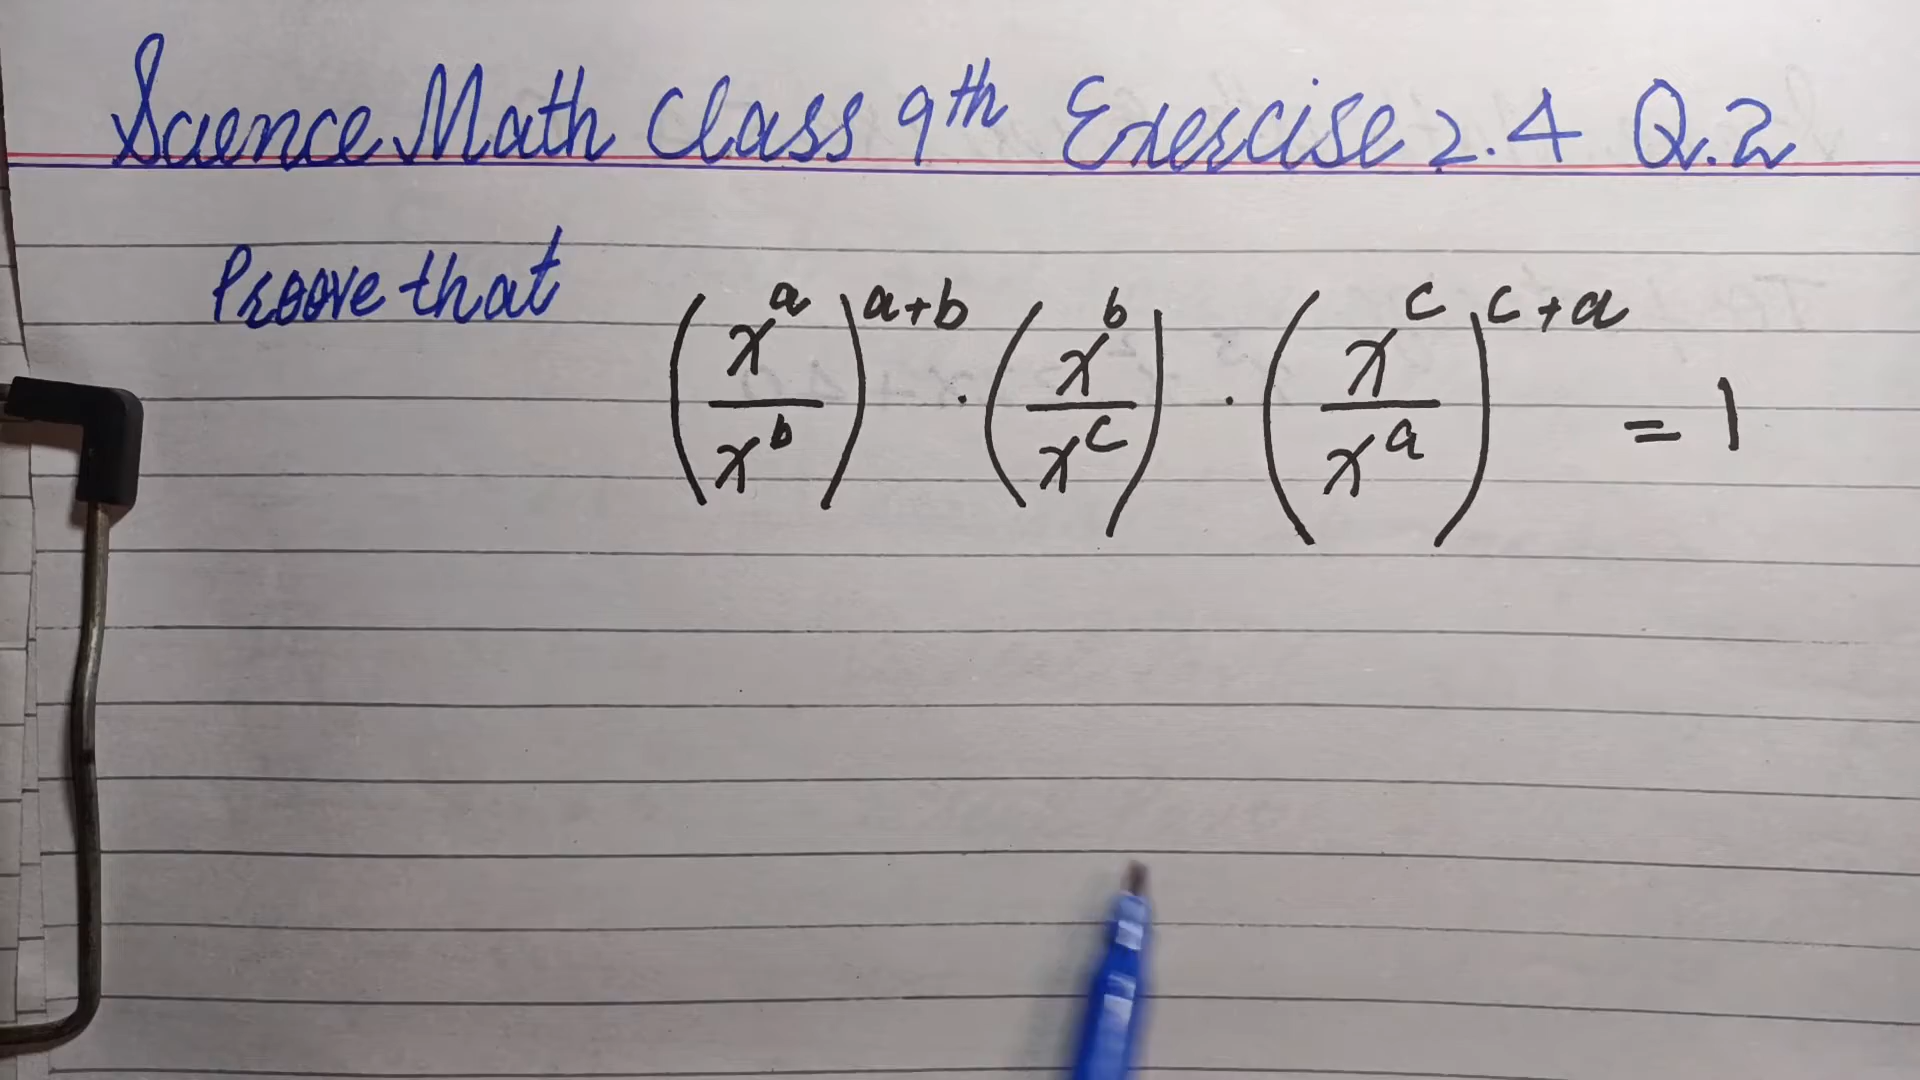 Science Math Class 9th Exercise 2.4 Q.2
Proove that (x^a/x^b)^a+b . (x^b/x^c) . (x^c/x^a)^c+a = 1